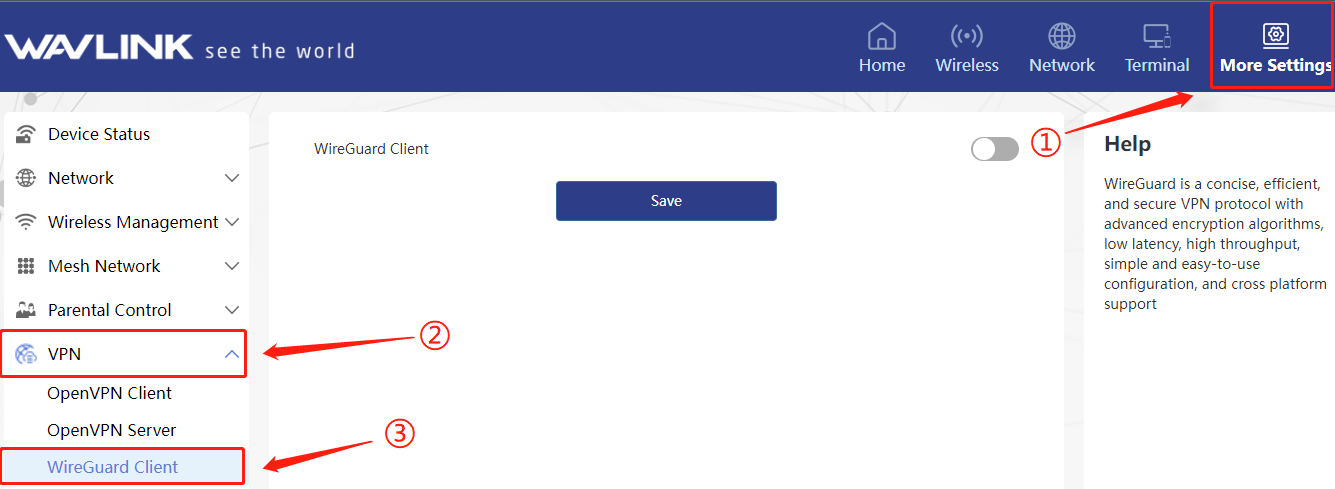 WAVLINK see the world
Home
Wireless
Network
Terminal
More Settings
①
Device Status
Network
Wireless Management
Mesh Network
Parental Control
VPN
②
OpenVPN Client
OpenVPN Server
WireGuard Client
③
WireGuard Client
Save
Help
WireGuard is a concise, efficient,
and secure VPN protocol with
advanced encryption algorithms,
low latency, high throughput,
simple and easy-to-use
configuration, and cross platform
support